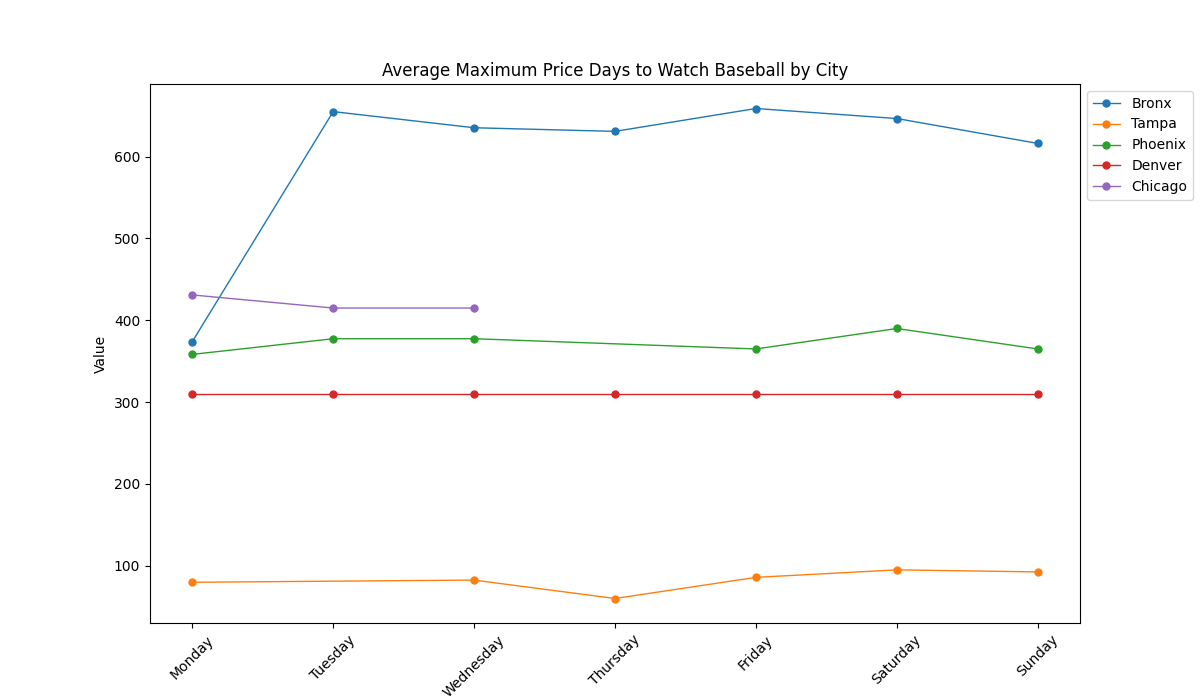 Average Maximum Price Days to Watch Baseball by City
Bronx
Tampa
Phoenix
Denver
Chicago
600
500
400
300
200
100
Value
Monday
Tuesday
Wednesday
Thursday
Friday
Saturday
Sunday